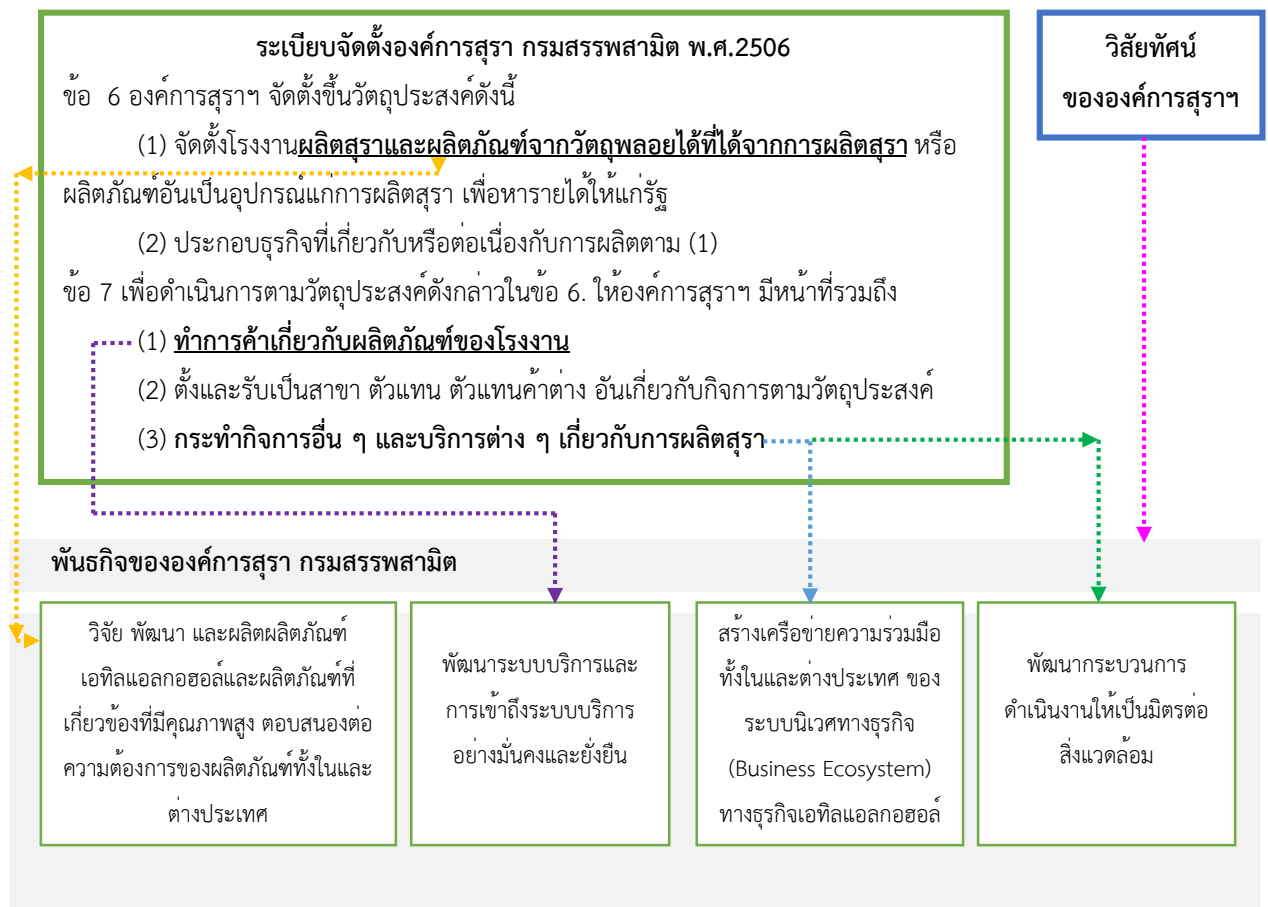 ระเบียบจัดตั้งองค์การสุรา กรมสรรพสามิต พ.ศ.2506
ข้อ 6 องค์การสุราฯ จัดตั้งขึ้นวัตถุประสงค์ดังนี้
(1) จัดตั้งโรงงานผลิตสุราและผลิตภัณฑ์จากวัตถุพลอยได้ที่ได้จากการผลิตสุรา หรือ
ผลิตภัณฑ์อันเป็นอุปกรณ์แก่การผลิตสุรา เพื่อหารายได้ให้แก่รัฐ
(2) ประกอบธุรกิจที่เกี่ยวกับหรือต่อเนื่องกับการผลิตตาม (1)
ข้อ 7 เพื่อดำเนินการตามวัตถุประสงค์ดังกล่าวในข้อ 6. ให้องค์การสุราฯ มีหน้าที่รวมถึง
(1) ทำการค้าเกี่ยวกับผลิตภัณฑ์ของโรงงาน
(2) ตั้งและรับเป็นสาขา ตัวแทน ตัวแทนค้าต่าง อันเกี่ยวกับกิจการตามวัตถุประสงค์
(3) กระทำกิจการอื่น ๆ และบริการต่าง ๆ เกี่ยวกับการผลิตสุรา
วิสัยทัศน์
ขององค์การสุราฯ
พันธกิจขององค์การสุรา กรมสรรพสามิต
วิจัย พัฒนา และผลิตผลิตภัณฑ์
เอทิลแอลกอฮอล์และผลิตภัณฑ์ที่
เกี่ยวข้องที่มีคุณภาพสูง ตอบสนองต่อ
ความต้องการของผลิตภัณฑ์ทั้งในและ
ต่างประเทศ
พัฒนาระบบบริการและ
การเข้าถึงระบบบริการ
อย่างมั่นคงและยั่งยืน
สร้างเครือข่ายความร่วมมือ
ทั้งในและต่างประเทศ ของ
ระบบนิเวศทางธุรกิจ
(Business Ecosystem)
ทางธุรกิจเอทิลแอลกอฮอล์
พัฒนากระบวนการ
ดำเนินงานให้เป็นมิตรต่อ
สิ่งแวดล้อม